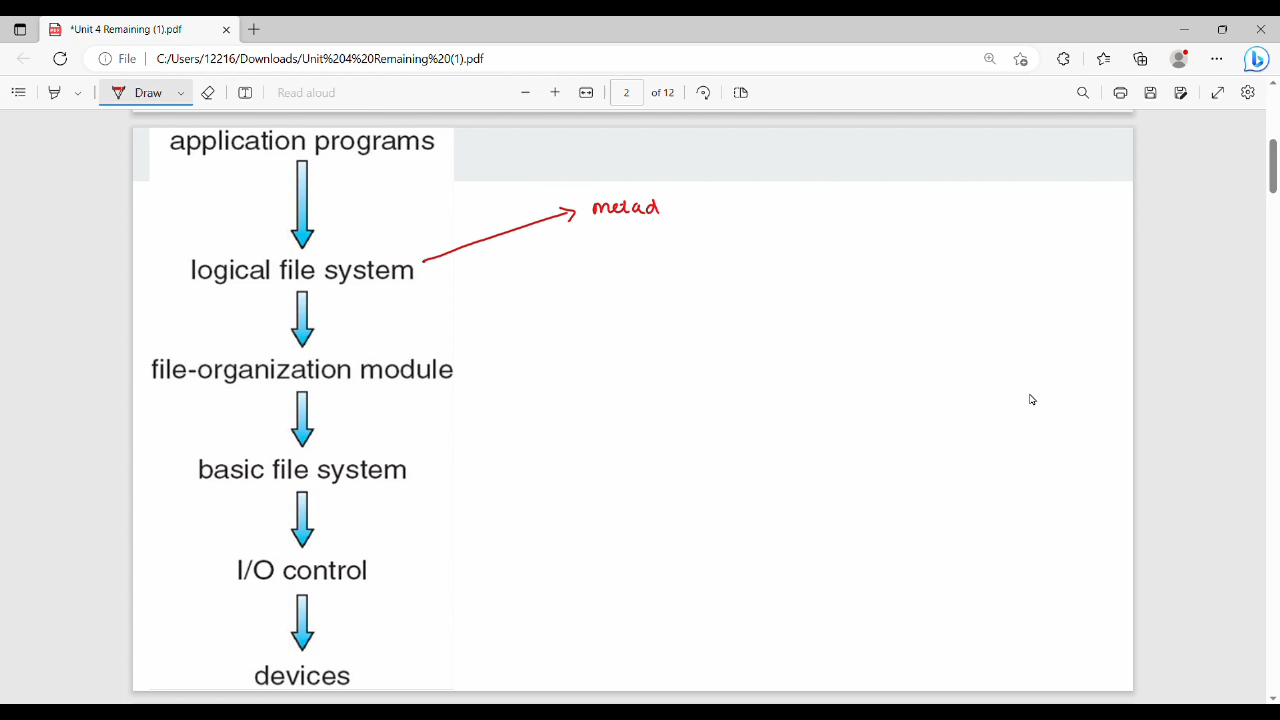 *Unit 4 Remaining (1).pdf
File C:/Users/12216/Downloads/Unit%204%20Remaining%20(1).pdf
Draw Read aloud 2 of 12
application programs
metad
logical file system
file-organization module
basic file system
I/O control
devices